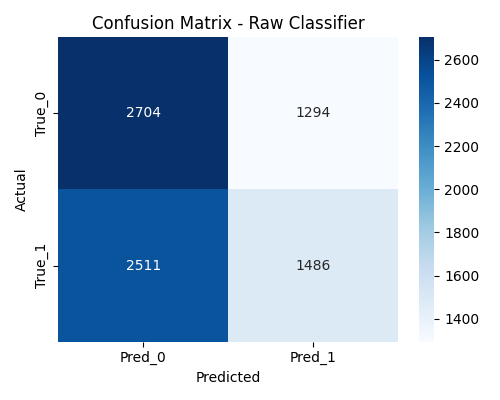 Confusion Matrix - Raw Classifier
Actual
True_0
True_1
2704 1294
2511 1486
Pred_0 Pred_1
Predicted
2600
2400
2200
2000
1800
1600
1400